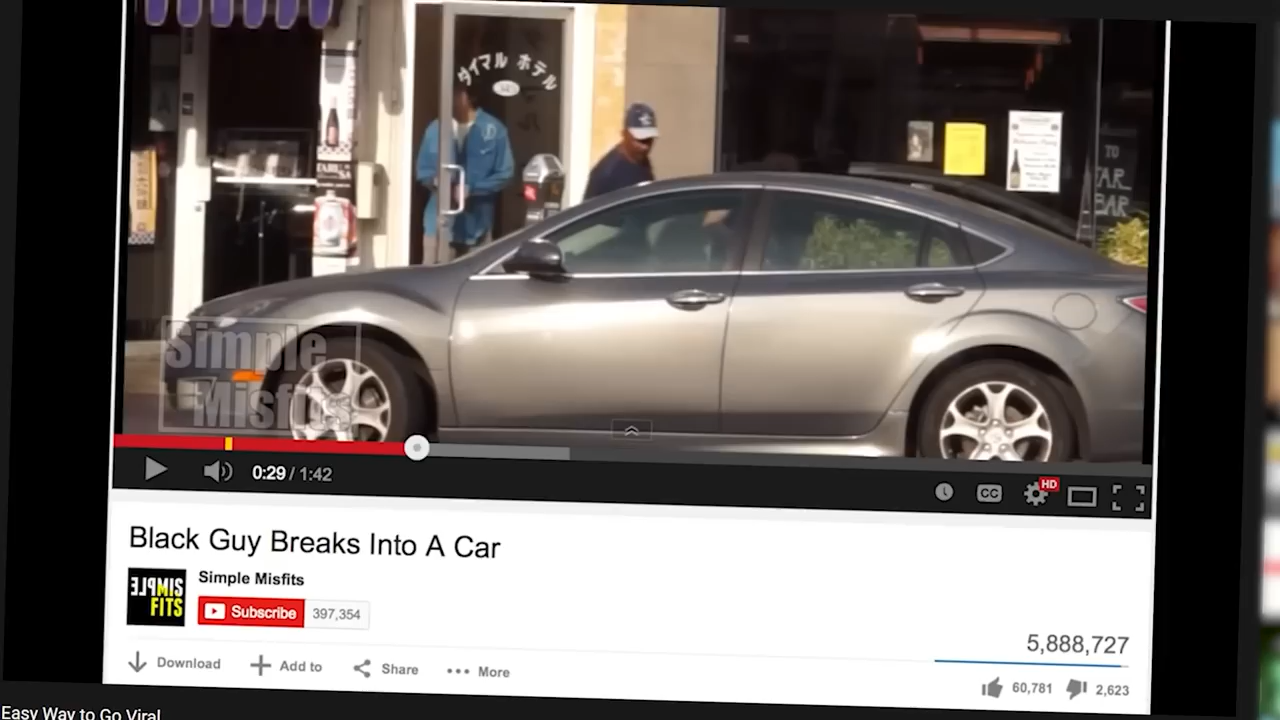 ダイマル ホテル
TO
BAR
Simple
Misfits
0:29 / 1:42
CC
HD
Black Guy Breaks Into A Car
SIMPLE
FITS
Simple Misfits
Subscribe 397,354
5,888,727
Download Add to Share More
60,781 2,623
Easy Way to Go Viral